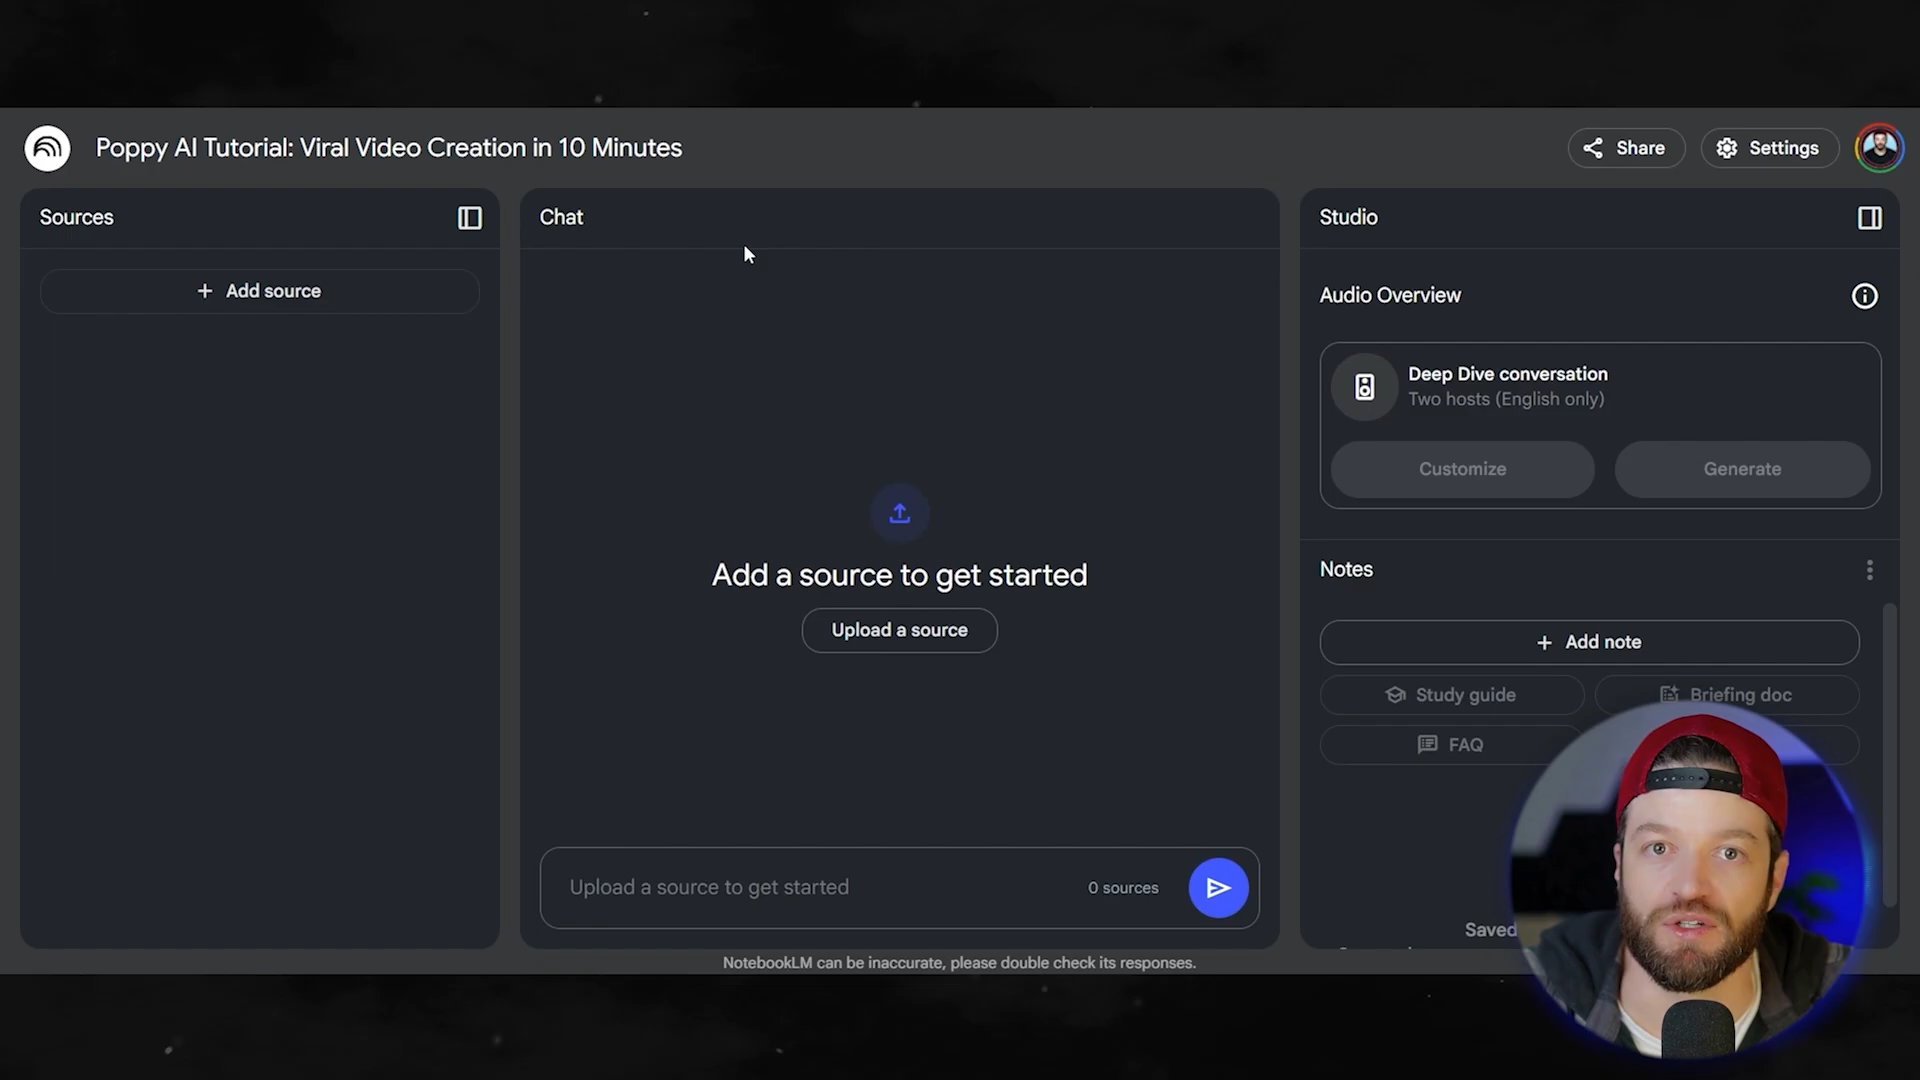 Poppy AI Tutorial: Viral Video Creation in 10 Minutes
Share
Settings
Sources
Add source
Chat
Add a source to get started
Upload a source
Upload a source to get started
0 sources
NotebookLM can be inaccurate, please double check its responses.
Studio
Audio Overview
Deep Dive conversation
Two hosts (English only)
Customize
Generate
Notes
Add note
Study guide
Briefing doc
FAQ
Saved